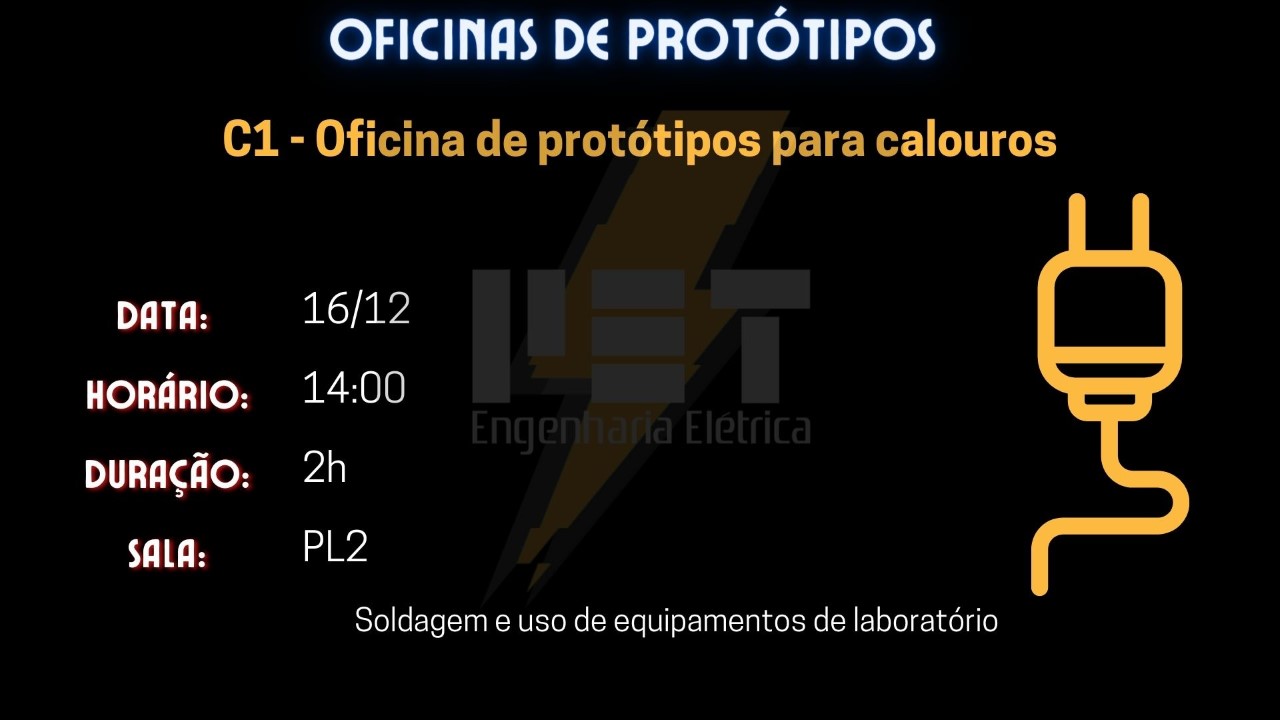 OFICINAS DE PROTÓTIPOS
C1 - Oficina de protótipos para calouros
DATA: 16/12
HORÁRIO: 14:00
DURAÇÃO: 2h
SALA: PL2
Engenharia Elétrica
Soldagem e uso de equipamentos de laboratório